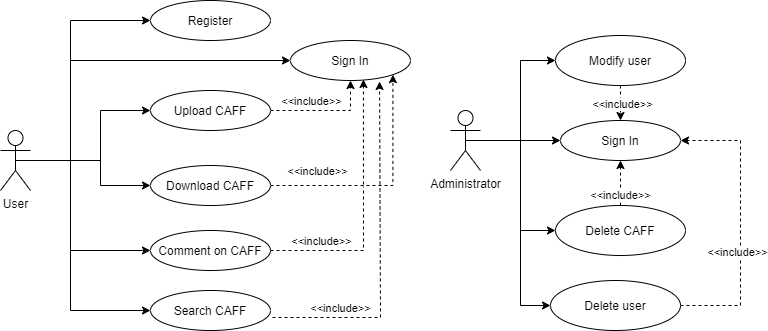 Register
Sign In
Upload CAFF
<<include>>
User
Download CAFF
<<include>>
Comment on CAFF
<<include>>
Search CAFF
<<include>>
Modify user
<<include>>
Administrator
Sign In
<<include>>
Delete CAFF
<<include>>
Delete user